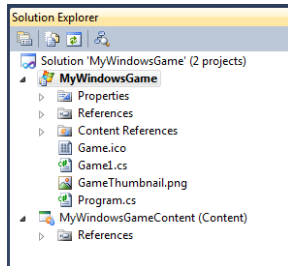 Solution Explorer
Solution 'MyWindowsGame' (2 projects)
MyWindowsGame
Properties
References
Content References
Game.ico
Game1.cs
GameThumbnail.png
Program.cs
MyWindowsGameContent (Content)
References